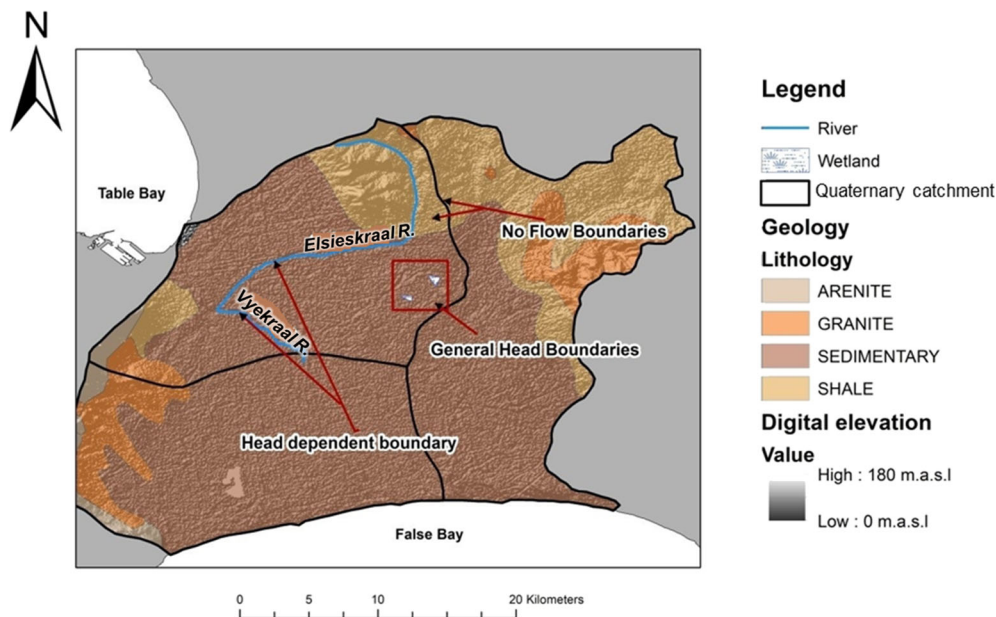 N
Table Bay
Elsieskraal R.
Vyekraal R.
No Flow Boundaries
General Head Boundaries
Head dependent boundary
False Bay
0 5 10 20 Kilometers
Legend
River
Wetland
Quaternary catchment
Geology
Lithology
ARENITE
GRANITE
SEDIMENTARY
SHALE
Digital elevation
Value
High : 180 m.a.s.l
Low : 0 m.a.s.l